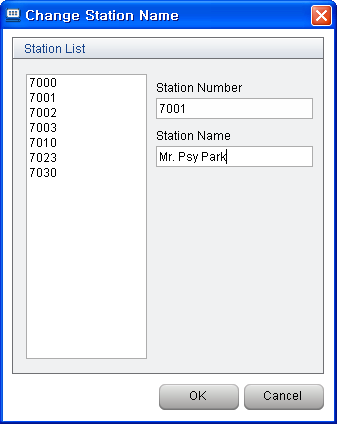 Change Station Name
Station List
7000
7001
7002
7003
7010
7023
7030
Station Number
7001
Station Name
Mr. Psy Park
OK
Cancel